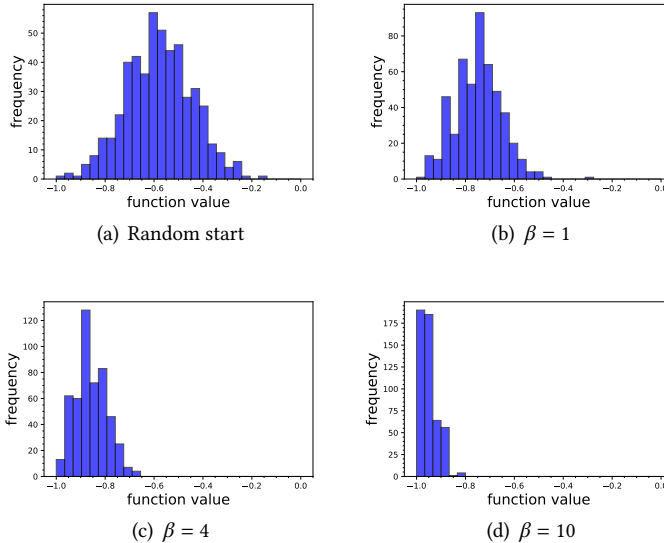 50
40
30
20
10
0
frequency
−1.0 −0.8 −0.6 −0.4 −0.2 0.0
function value
(a) Random start
80
60
40
20
0
frequency
−1.0 −0.8 −0.6 −0.4 −0.2 0.0
function value
(b) β = 1
120
100
80
60
40
20
0
frequency
−1.0 −0.8 −0.6 −0.4 −0.2 0.0
function value
(c) β = 4
175
150
125
100
75
50
25
0
frequency
−1.0 −0.8 −0.6 −0.4 −0.2 0.0
function value
(d) β = 10